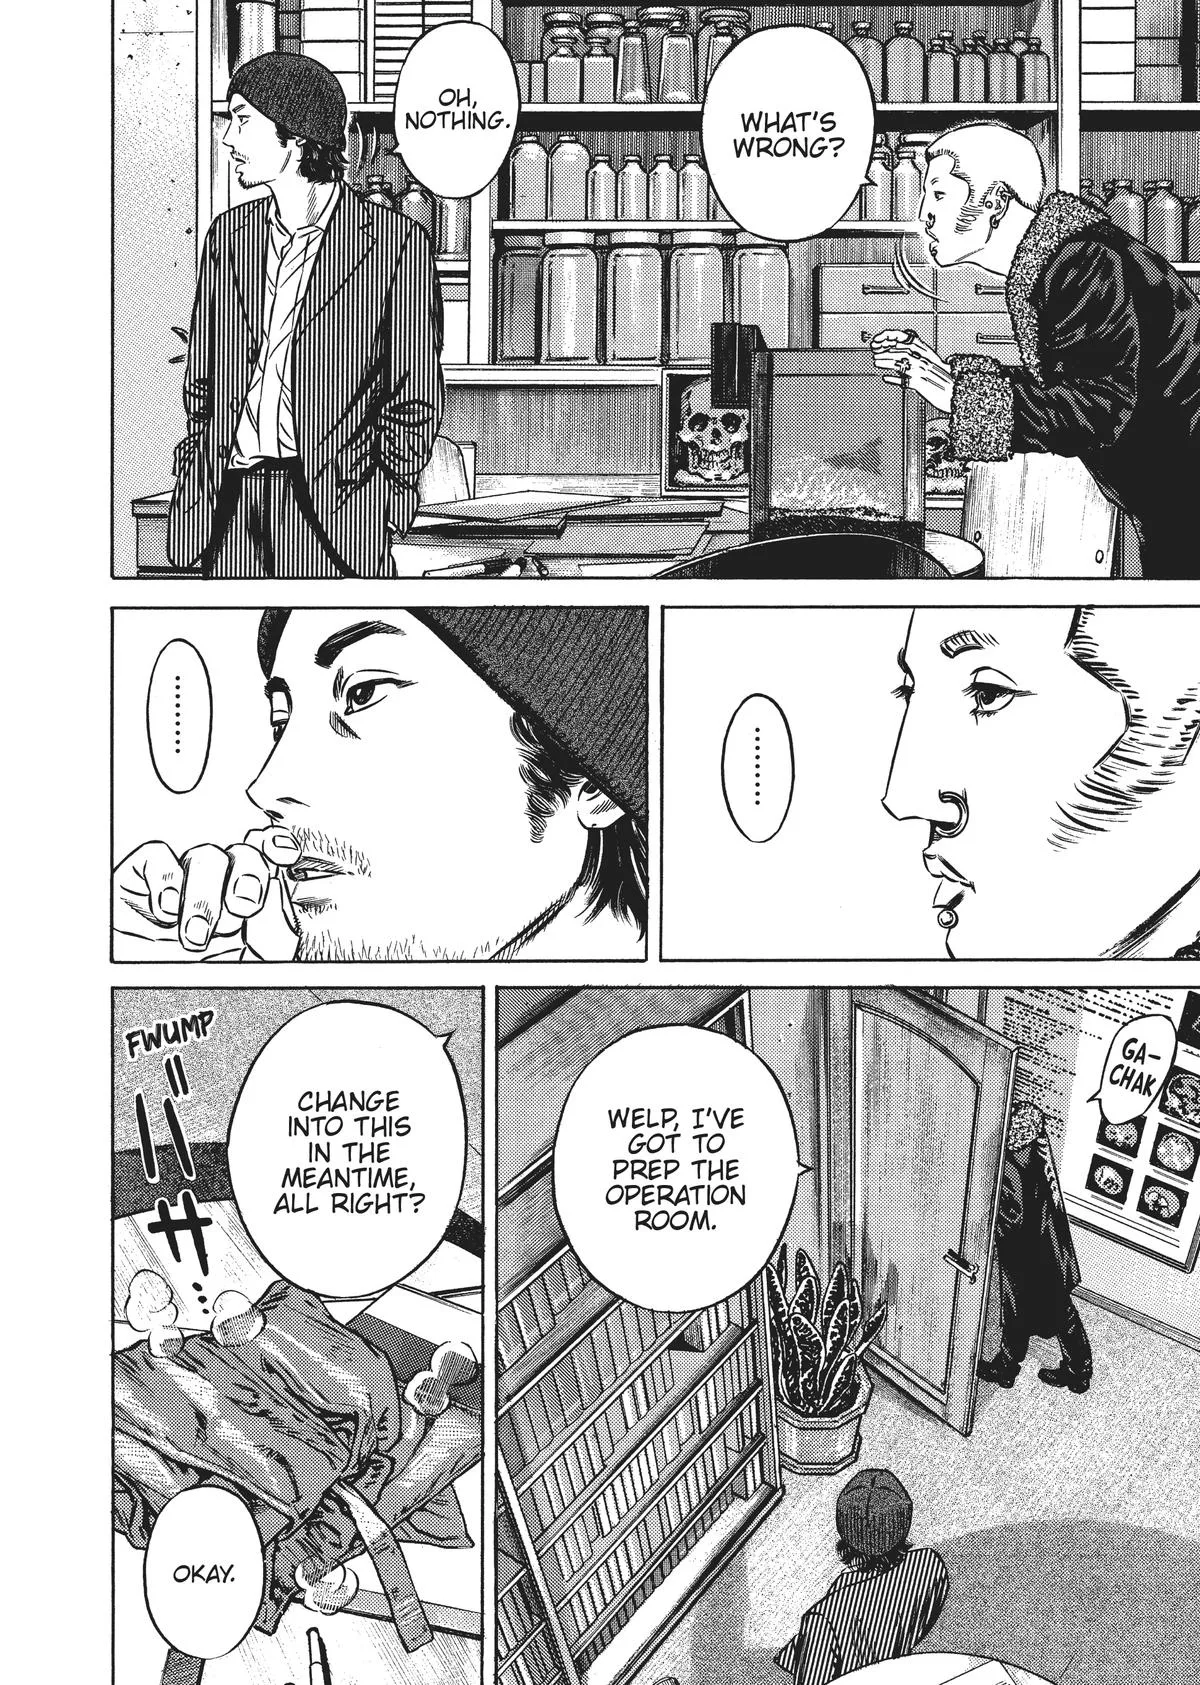 WHAT'S
WRONG?
OH,
NOTHING.
.........
.........
GA-
CHAK
WELP, I'VE
GOT TO
PREP THE
OPERATION
ROOM.
CHANGE
INTO THIS
IN THE
MEANTIME,
ALL RIGHT?
FWUMP
OKAY.